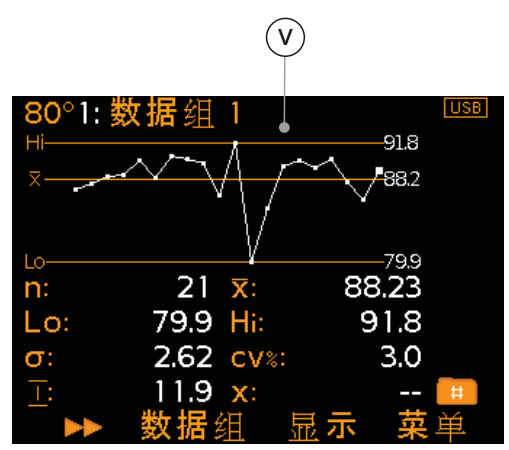 V
80°1: 数据组 1 USB
Hi 91.8
x̅ 88.2
Lo 79.9
n: 21 x̅: 88.23
Lo: 79.9 Hi: 91.8
σ: 2.62 cv%: 3.0
工: 11.9 x: -- #
数据组 显示 菜单